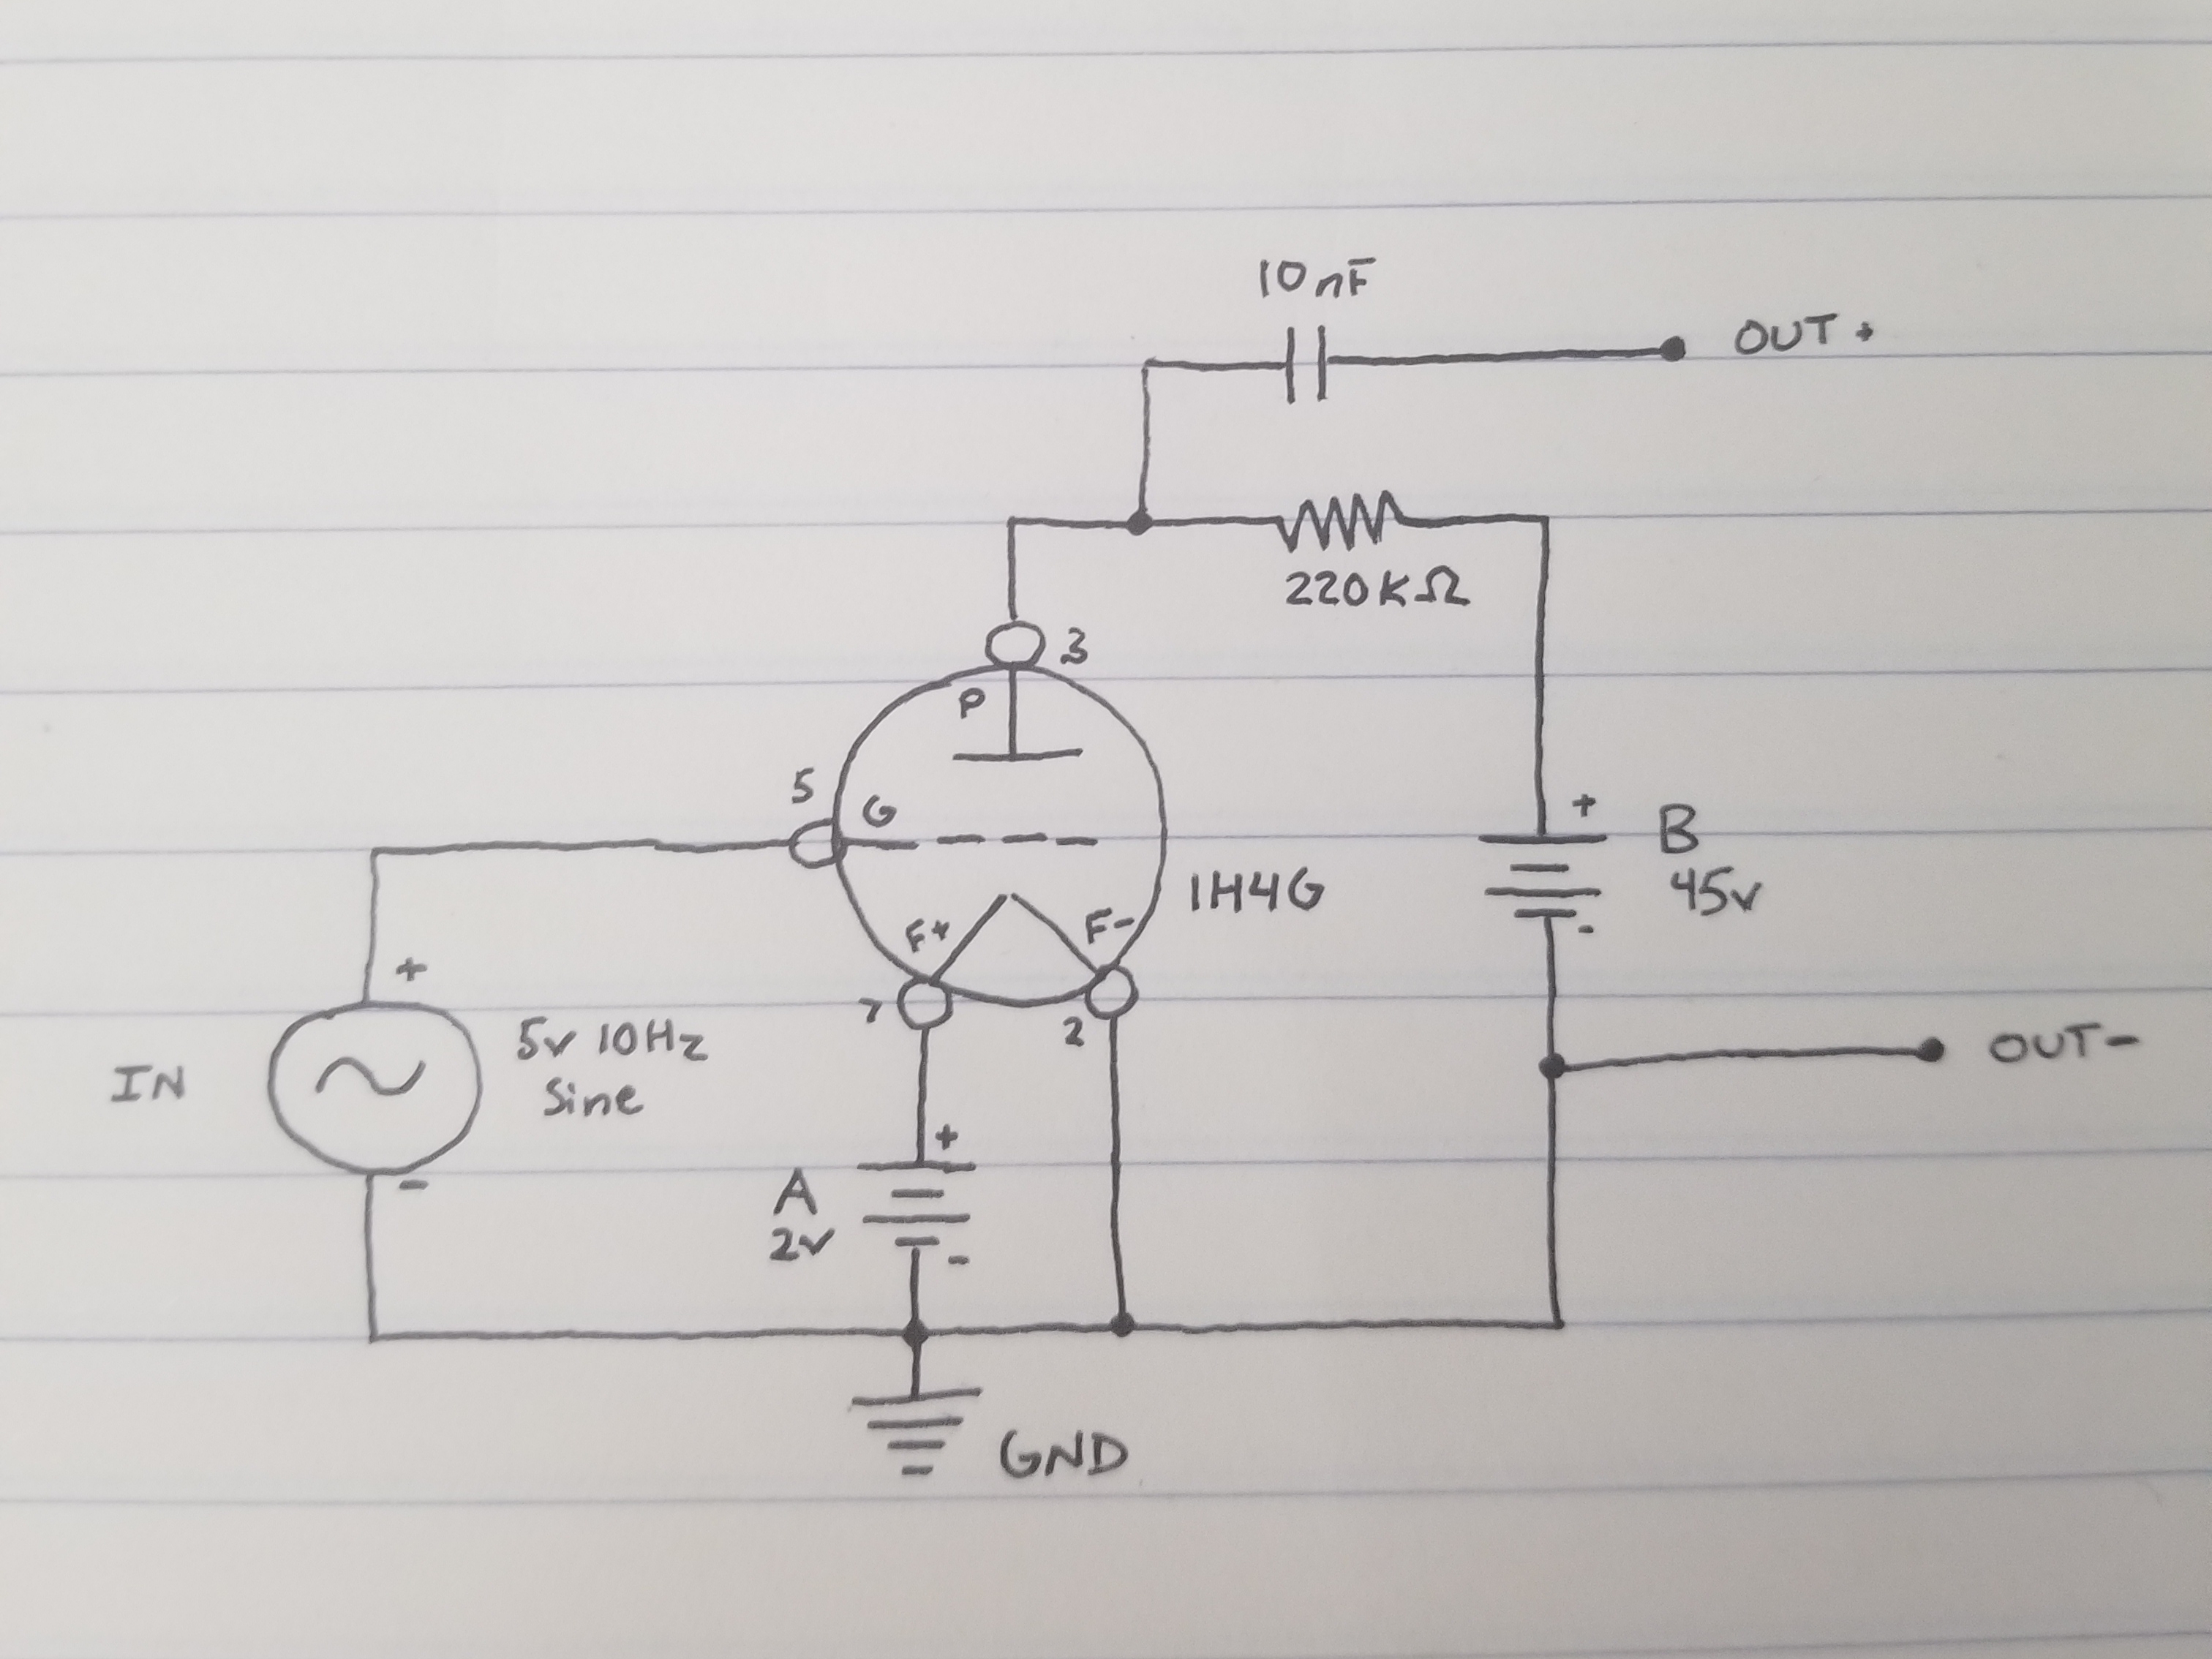 10nF
OUT +
220KΩ
3
P
5
G
1H4G
+
B
45v
-
F+
F-
7
2
+
IN
5v 10Hz
Sine
-
OUT-
+
A
2v
-
GND